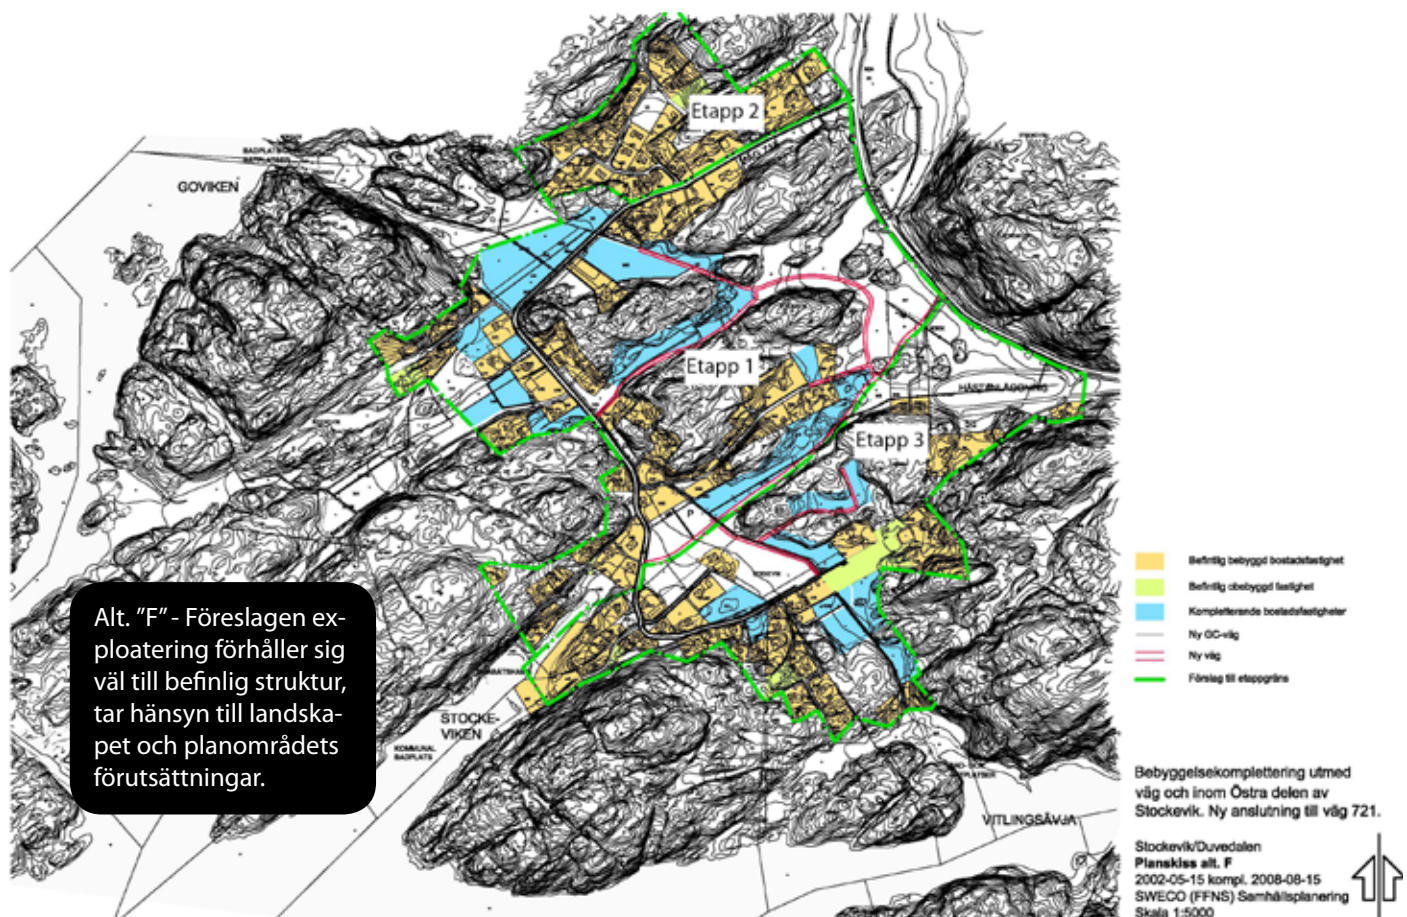 Etapp 2
GOVIKEN
Etapp 1
HÄSTANLÄGGNING
Etapp 3
P
Alt. "F" - Föreslagen ex-
ploatering förhåller sig
väl till befinlig struktur,
tar hänsyn till landska-
pet och planområdets
förutsättningar.
STOCKE-
VIKEN
KOMMUNAL
BADPLATS
VITLINGSÄVJA
Befintlig bebyggd bostadsfastighet
Befintlig obebyggd fastighet
Kompletterande bostadsfastigheter
Ny GC-väg
Ny väg
Förslag till etappgräns
Bebyggelsekomplettering utmed
väg och inom Östra delen av
Stockevik. Ny anslutning till väg 721.
Stockevik/Duvedalen
Planskiss alt. F
2002-05-15 kompl. 2008-08-15
SWECO (FFNS) Samhällsplanering
Skala 1:5000